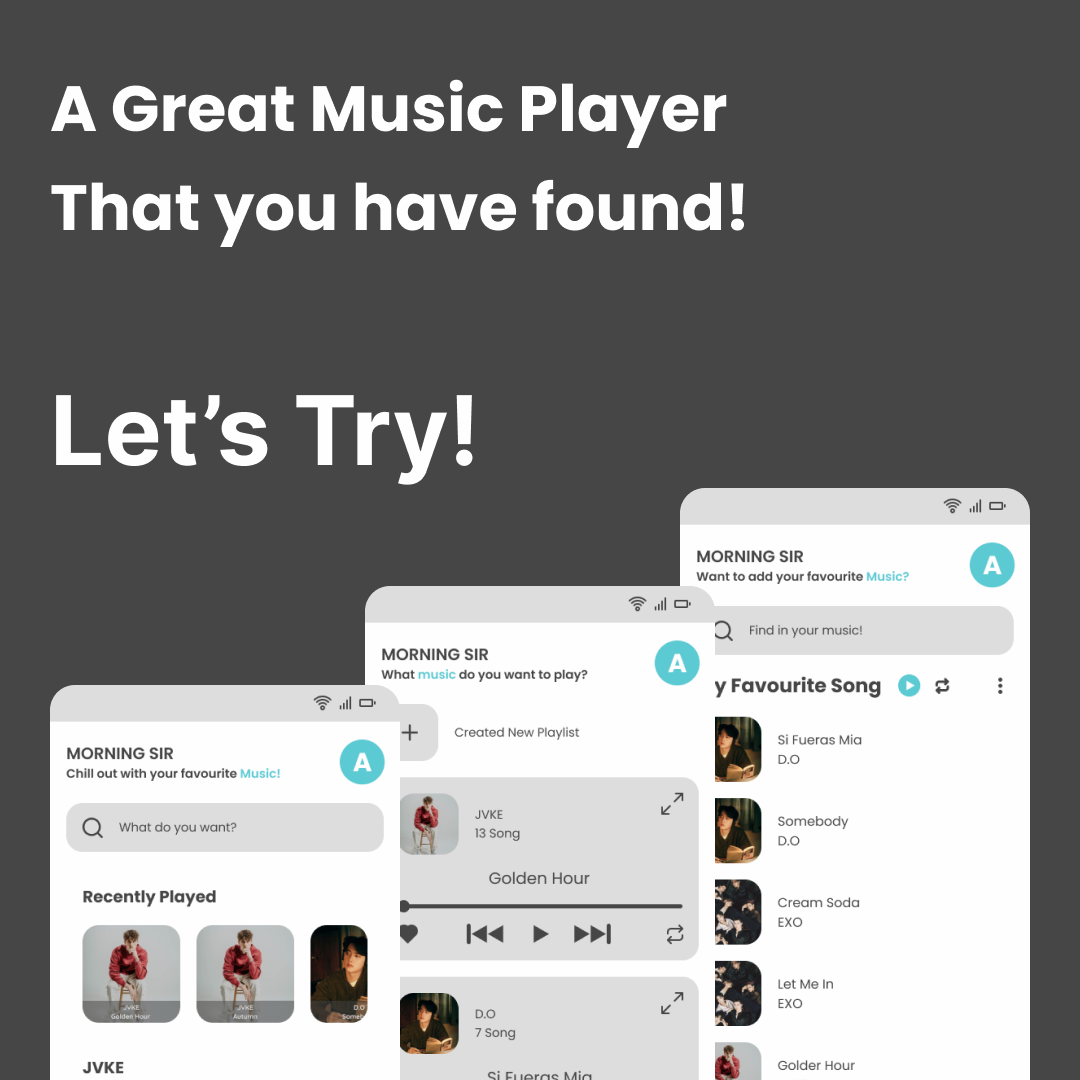 A Great Music Player
That you have found!
Let's Try!
MORNING SIR
Want to add your favourite Music?
A
Find in your music!
y Favourite Song
Si Fueras Mia
D.O
Somebody
D.O
Cream Soda
EXO
Let Me In
EXO
Golder Hour
MORNING SIR
What music do you want to play?
A
Created New Playlist
JVKE
13 Song
Golden Hour
D.O
7 Song
Si Fueras Mia
MORNING SIR
Chill out with your favourite Music!
A
What do you want?
Recently Played
JVKE
Golden Hour
JVKE
Autumn
D.O
Someb
JVKE